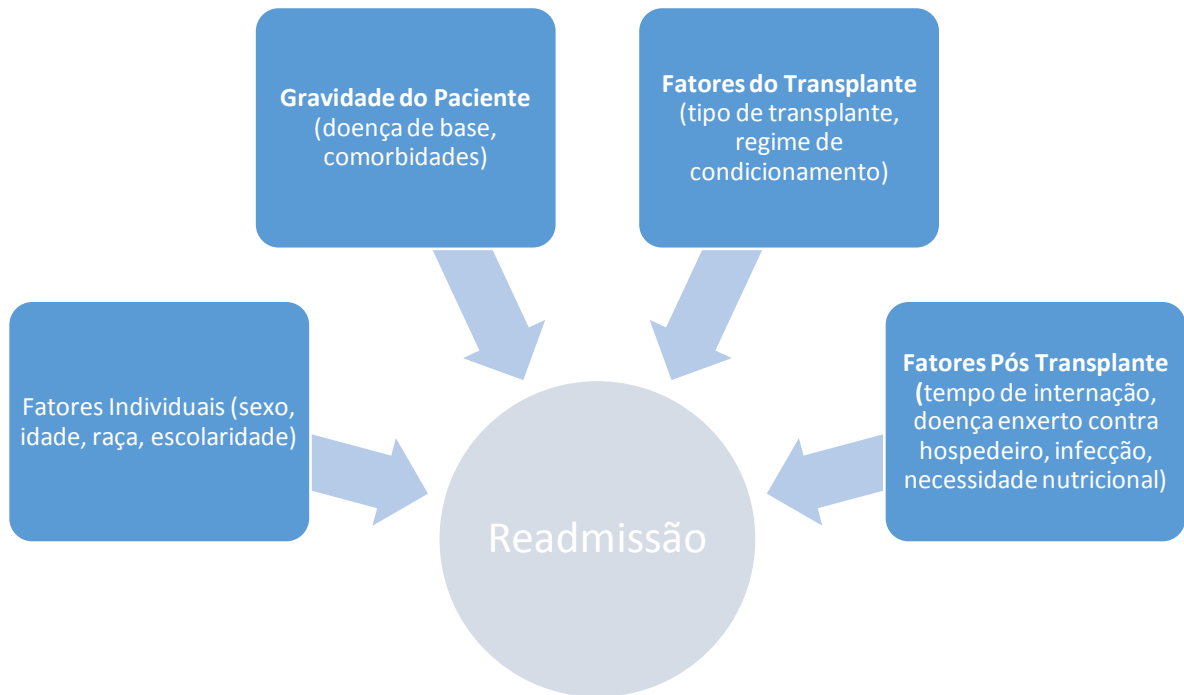 Gravidade do Paciente
(doença de base,
comorbidades)
Fatores do Transplante
(tipo de transplante,
regime de
condicionamento)
Fatores Individuais (sexo,
idade, raça, escolaridade)
Fatores Pós Transplante
(tempo de internação,
doença enxerto contra
hospedeiro, infecção,
necessidade nutricional)
Readmissão